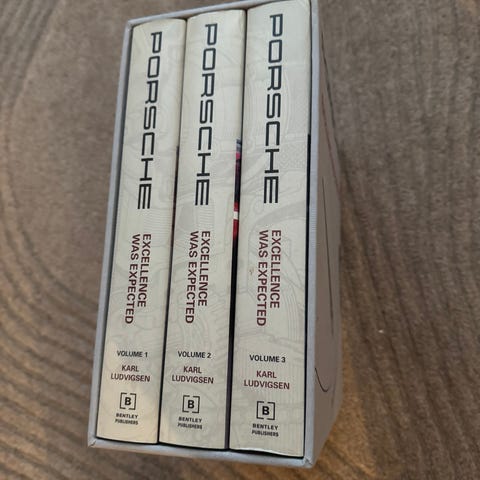 PORSCHE
EXCELLENCE
WAS EXPECTED
VOLUME 1
KARL
LUDVIGSEN
B
BENTLEY
PUBLISHERS
PORSCHE
EXCELLENCE
WAS EXPECTED
VOLUME 2
KARL
LUDVIGSEN
B
BENTLEY
PUBLISHERS
PORSCHE
EXCELLENCE
WAS EXPECTED
VOLUME 3
KARL
LUDVIGSEN
B
BENTLEY
PUBLISHERS